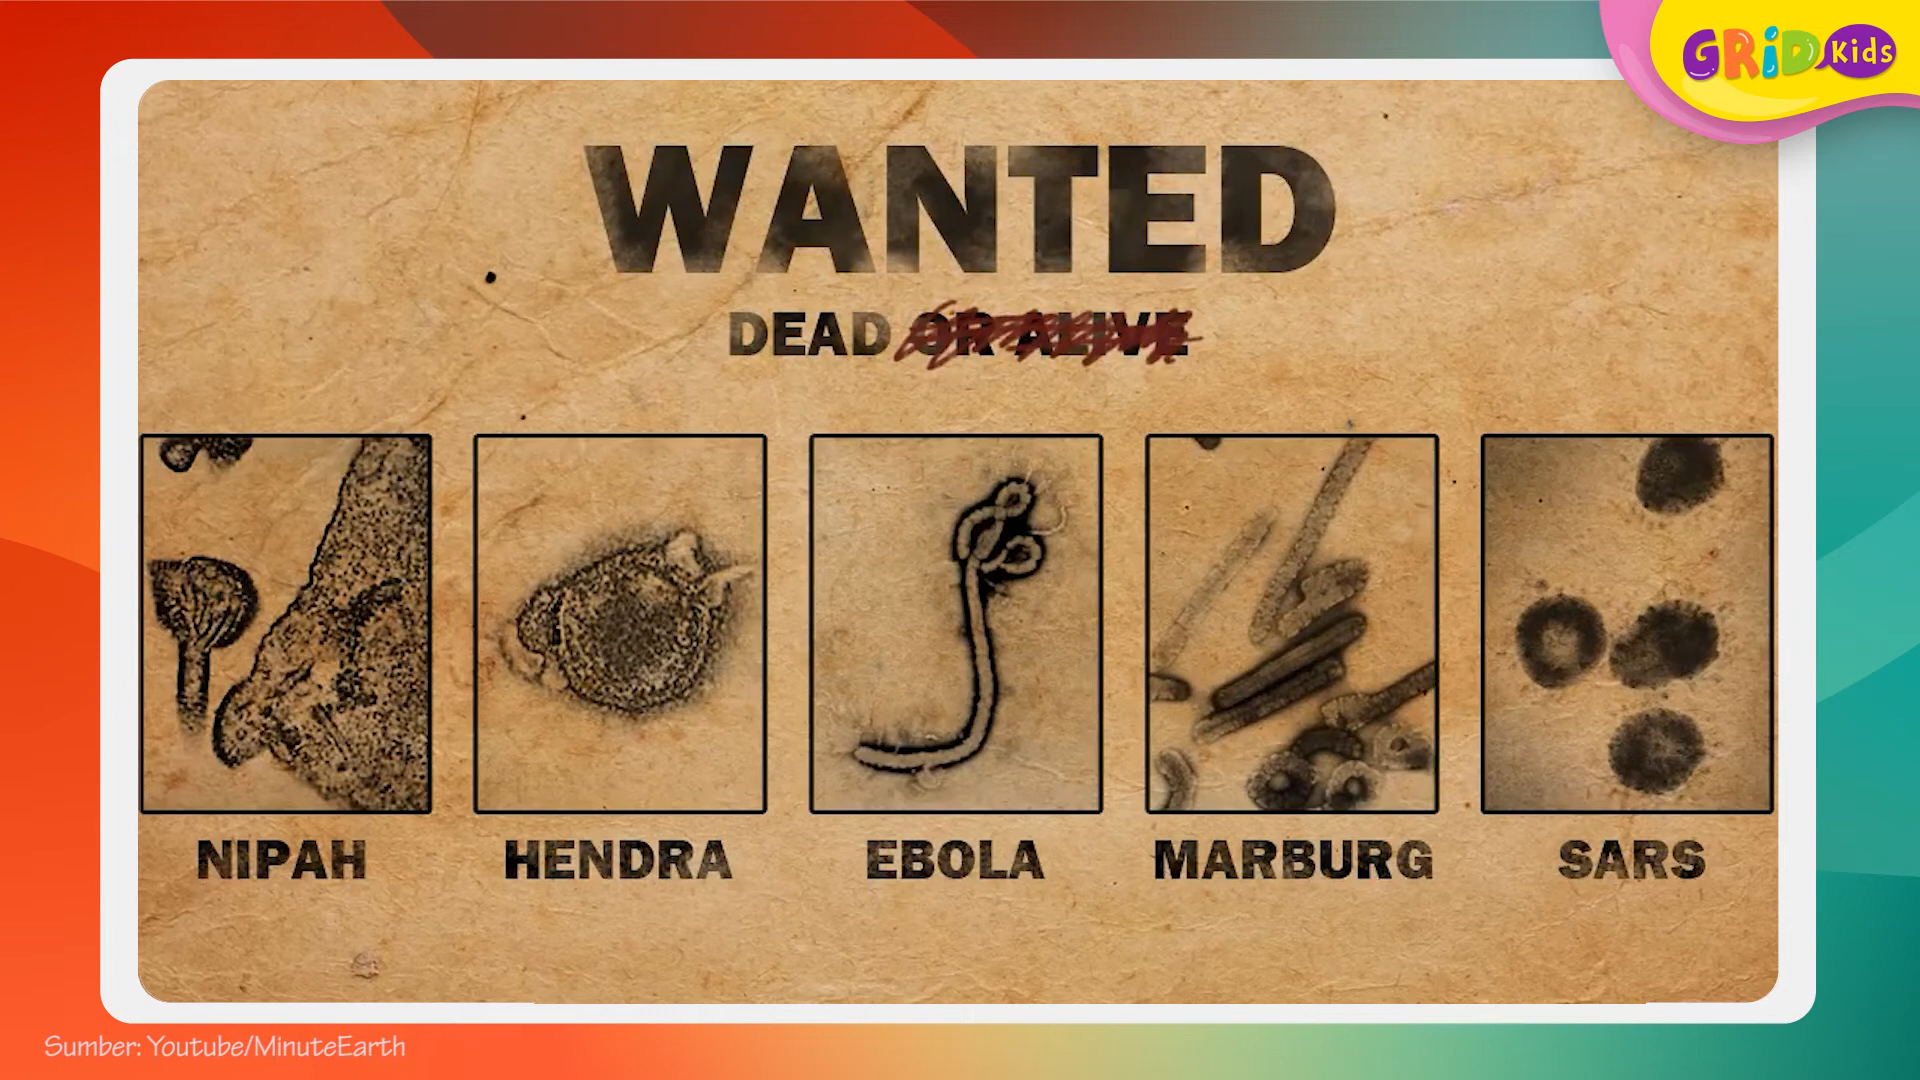 GRiD Kids
WANTED
DEAD OR ALIVE
NIPAH HENDRA EBOLA MARBURG SARS
Sumber: Youtube/MinuteEarth